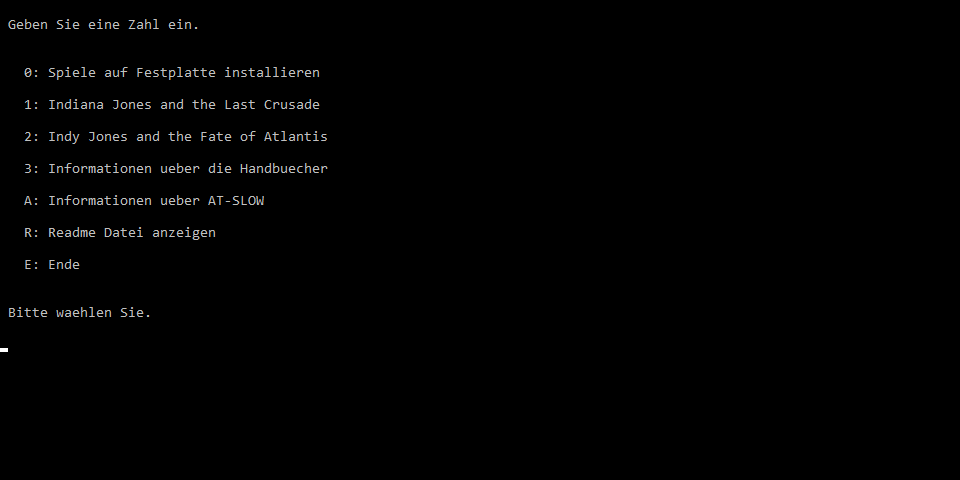 Geben Sie eine Zahl ein.
0: Spiele auf Festplatte installieren
1: Indiana Jones and the Last Crusade
2: Indy Jones and the Fate of Atlantis
3: Informationen ueber die Handbuecher
A: Informationen ueber AT-SLOW
R: Readme Datei anzeigen
E: Ende
Bitte waehlen Sie.